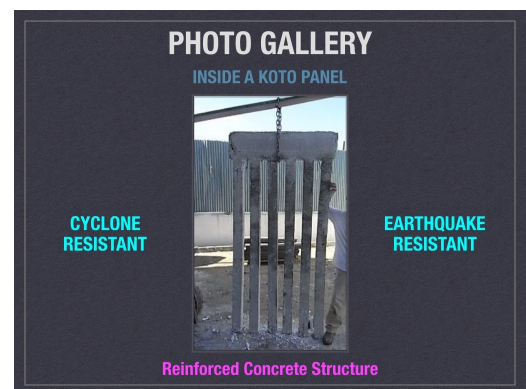 PHOTO GALLERY
INSIDE A KOTO PANEL
CYCLONE
RESISTANT
EARTHQUAKE
RESISTANT
Reinforced Concrete Structure